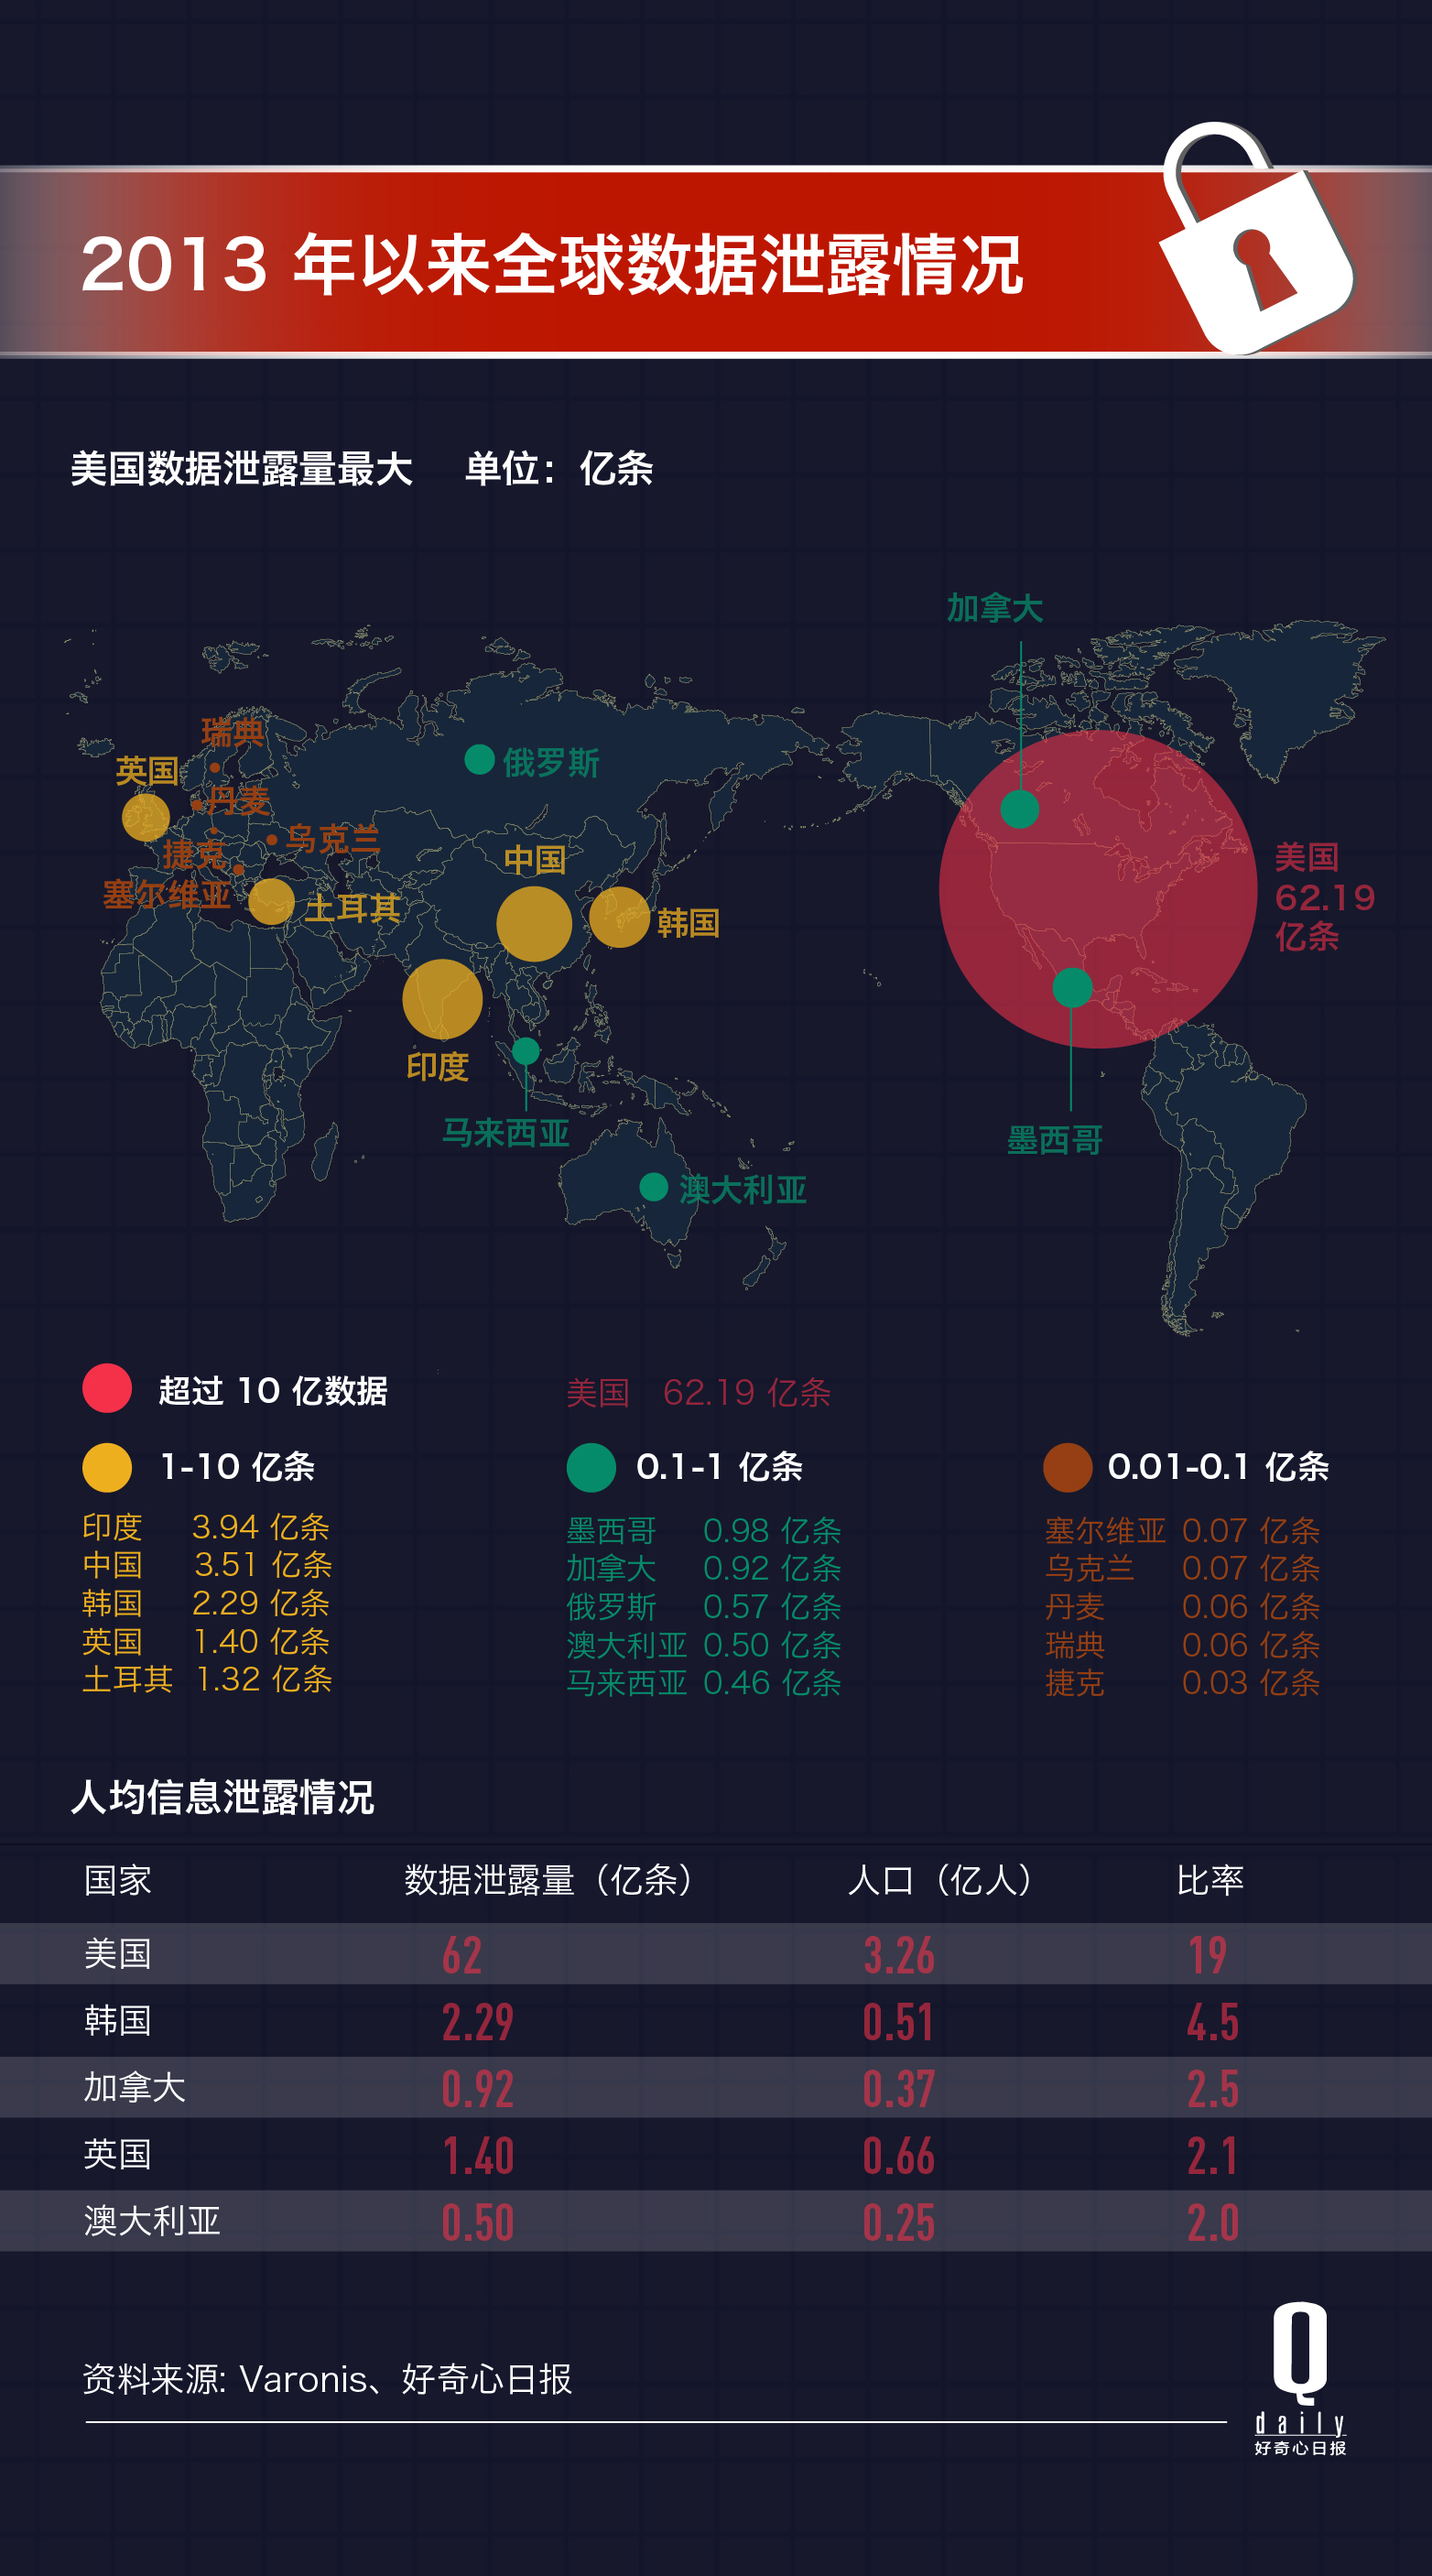 2013 年以来全球数据泄露情况
美国数据泄露量最大 单位：亿条
加拿大
瑞典
英国
俄罗斯
丹麦
乌克兰
捷克
中国
美国
62.19
亿条
塞尔维亚
土耳其
韩国
印度
马来西亚
墨西哥
澳大利亚
超过 10 亿数据
美国 62.19 亿条
1-10 亿条
印度 3.94 亿条
中国 3.51 亿条
韩国 2.29 亿条
英国 1.40 亿条
土耳其 1.32 亿条
0.1-1 亿条
墨西哥 0.98 亿条
加拿大 0.92 亿条
俄罗斯 0.57 亿条
澳大利亚 0.50 亿条
马来西亚 0.46 亿条
0.01-0.1 亿条
塞尔维亚 0.07 亿条
乌克兰 0.07 亿条
丹麦 0.06 亿条
瑞典 0.06 亿条
捷克 0.03 亿条
人均信息泄露情况
国家 数据泄露量（亿条） 人口（亿人） 比率
美国 62 3.26 19
韩国 2.29 0.51 4.5
加拿大 0.92 0.37 2.5
英国 1.40 0.66 2.1
澳大利亚 0.50 0.25 2.0
资料来源: Varonis、好奇心日报
Q
daily
好奇心日报